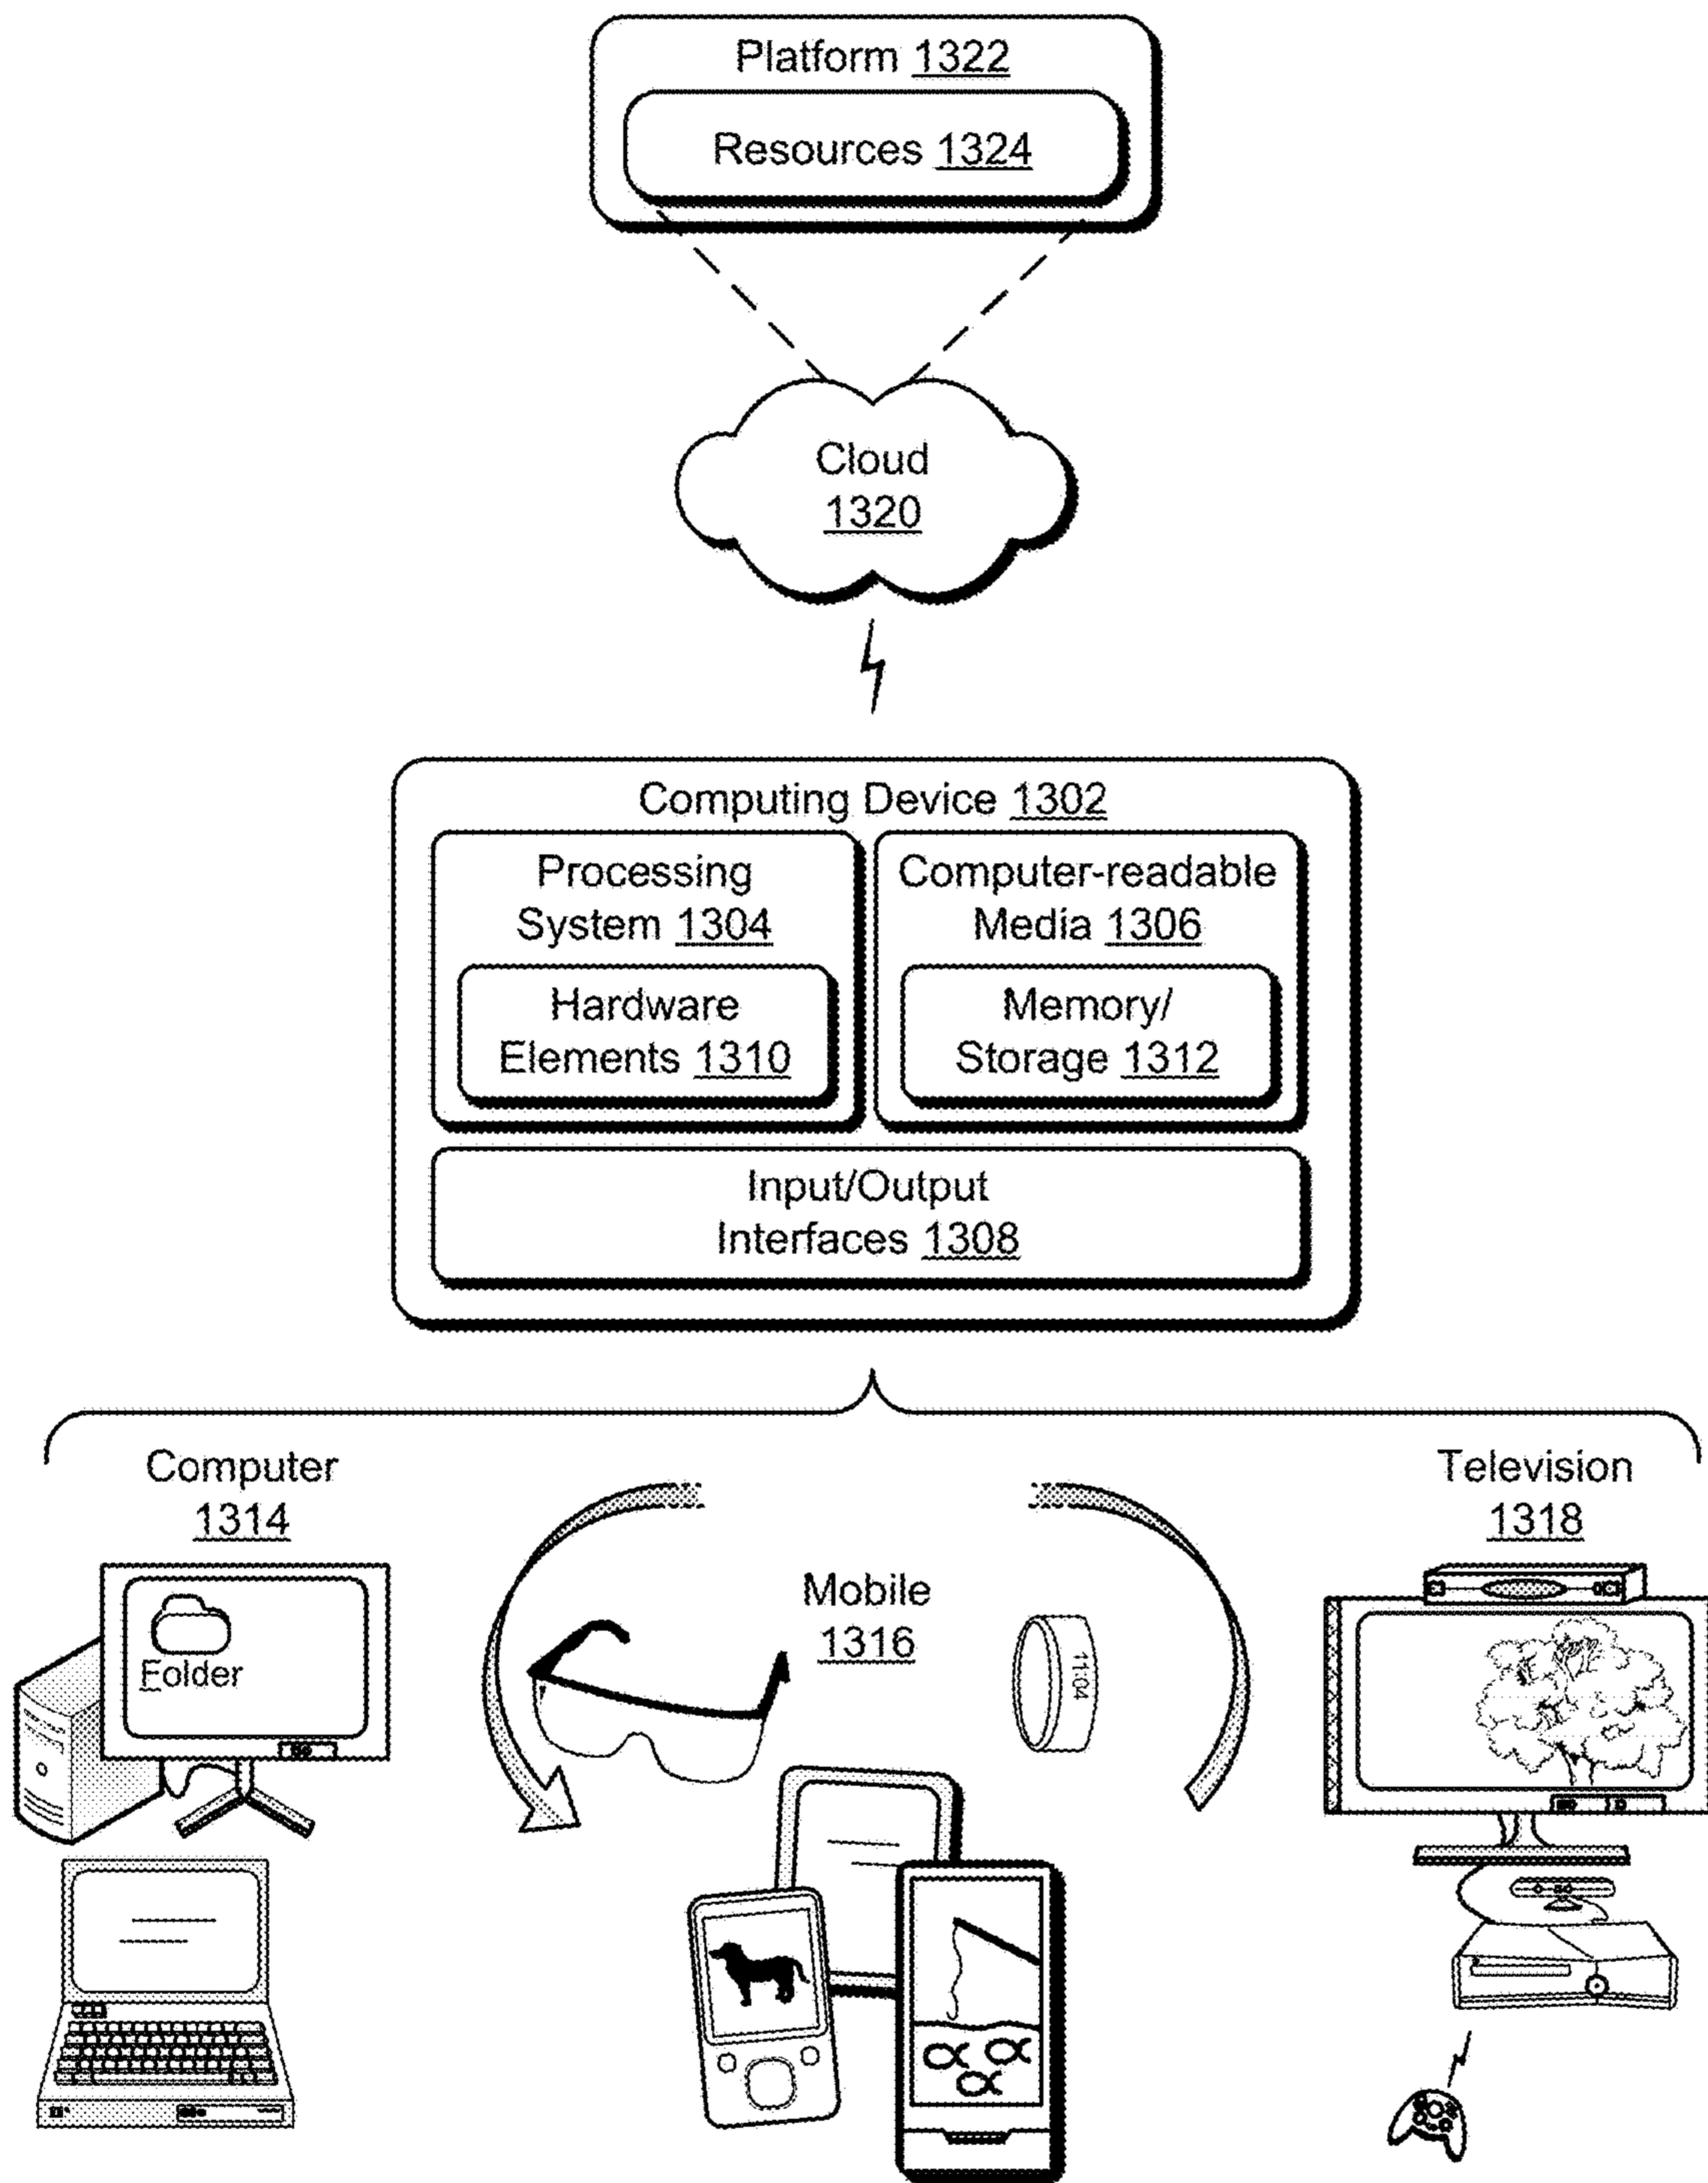 Platform 1322
Resources 1324
Cloud
1320
Computing Device 1302
Processing
System 1304
Computer-readable
Media 1306
Hardware
Elements 1310
Memory/
Storage 1312
Input/Output
Interfaces 1308
Computer
1314
Mobile
1316
Television
1318
Folder
11:04